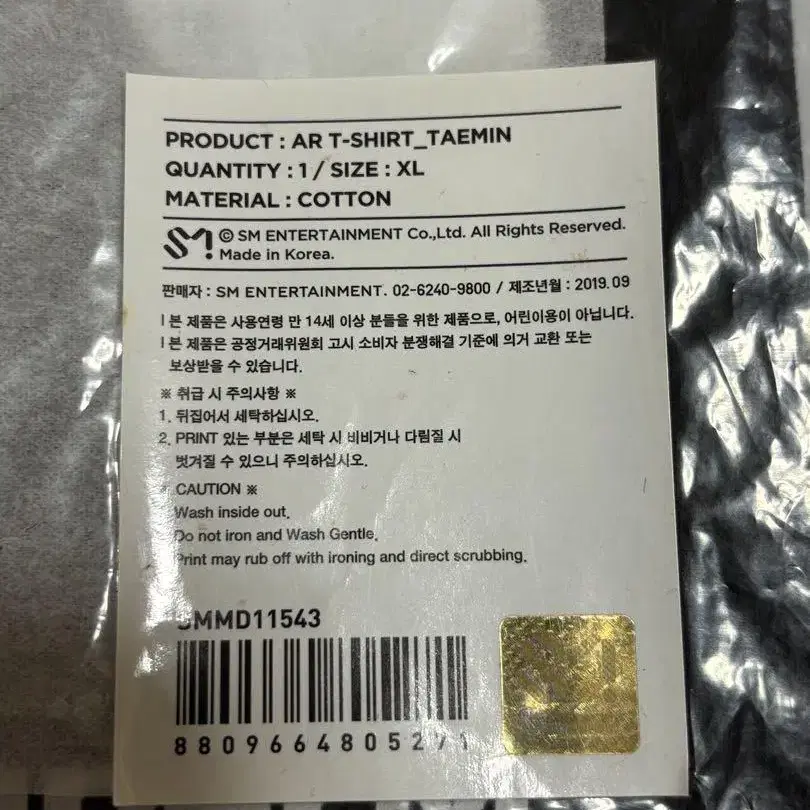 PRODUCT : AR T-SHIRT_TAEMIN
QUANTITY : 1 / SIZE : XL
MATERIAL : COTTON
SM!
© SM ENTERTAINMENT Co.,Ltd. All Rights Reserved.
Made in Korea.
판매자 : SM ENTERTAINMENT. 02-6240-9800 / 제조년월 : 2019.09
| 본 제품은 사용연령 만 14세 이상 분들을 위한 제품으로, 어린이용이 아닙니다.
| 본 제품은 공정거래위원회 고시 소비자 분쟁해결 기준에 의거 교환 또는
보상받을 수 있습니다.
※ 취급 시 주의사항 ※
1. 뒤집어서 세탁하십시오.
2. PRINT 있는 부분은 세탁 시 비비거나 다림질 시
벗겨질 수 있으니 주의하십시오.
※ CAUTION ※
Wash inside out.
Do not iron and Wash Gentle.
Print may rub off with ironing and direct scrubbing.
SMMD11543
8809664805271